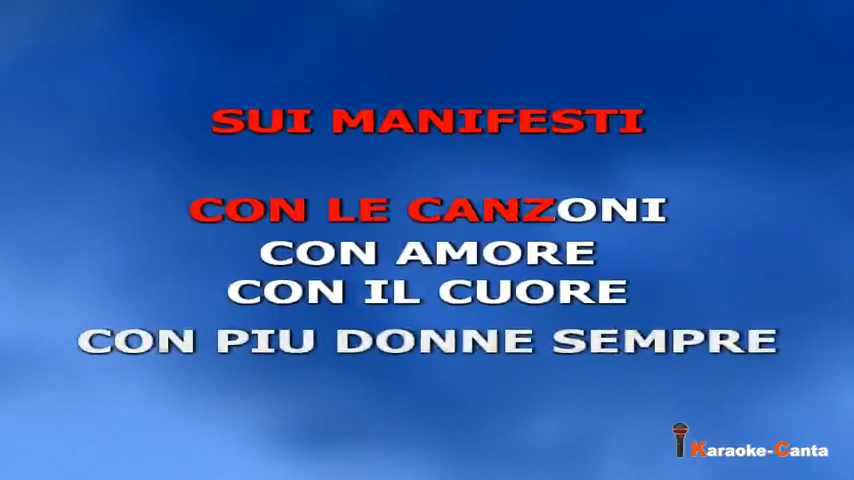 SUI MANIFESTI
CON LE CANZONI
CON AMORE
CON IL CUORE
CON PIU DONNE SEMPRE
Karaoke-Canta